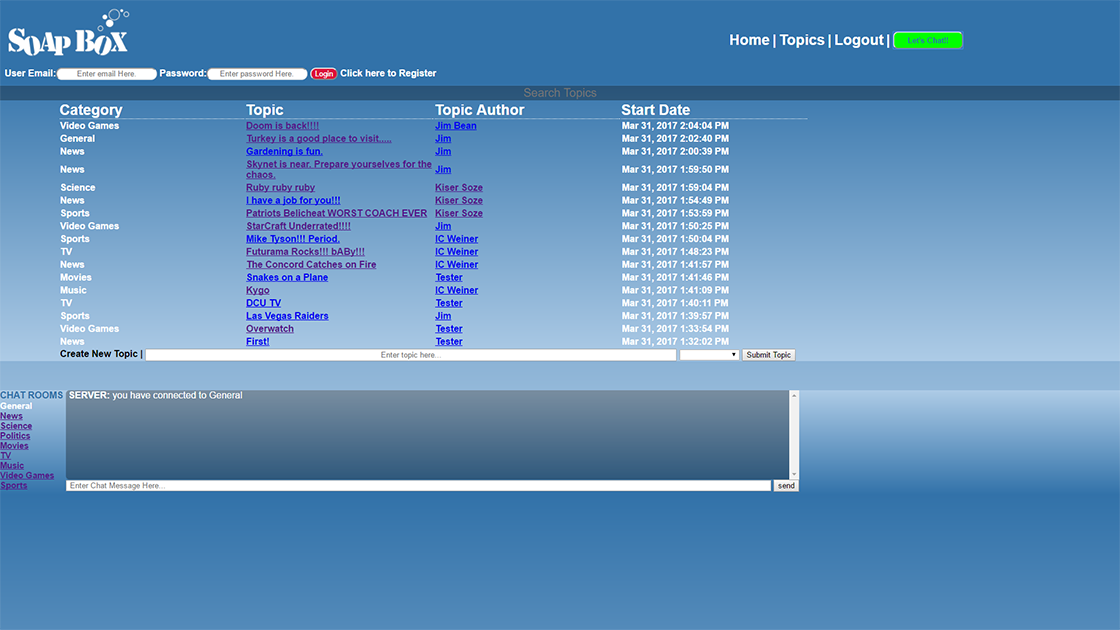 SOAP BOX
Home | Topics | Logout | Let's Chat!!
User Email: Enter email Here. Password: Enter password Here. Login Click here to Register
Search Topics
Category Topic Topic Author Start Date
Video Games Doom is back!!!! Jim Bean Mar 31, 2017 2:04:04 PM
General Turkey is a good place to visit..... Jim Mar 31, 2017 2:02:40 PM
News Gardening is fun. Jim Mar 31, 2017 2:00:39 PM
News Skynet is near. Prepare yourselves for the
chaos. Jim Mar 31, 2017 1:59:50 PM
Science Ruby ruby ruby Kiser Soze Mar 31, 2017 1:59:04 PM
News I have a job for you!!! Kiser Soze Mar 31, 2017 1:54:49 PM
Sports Patriots Belicheat WORST COACH EVER Kiser Soze Mar 31, 2017 1:53:59 PM
Video Games StarCraft Underrated!!!! Jim Mar 31, 2017 1:50:25 PM
Sports Mike Tyson!!! Period. IC Weiner Mar 31, 2017 1:50:04 PM
TV Futurama Rocks!!! bABy!!! IC Weiner Mar 31, 2017 1:48:23 PM
News The Concord Catches on Fire IC Weiner Mar 31, 2017 1:41:57 PM
Movies Snakes on a Plane Tester Mar 31, 2017 1:41:46 PM
Music Kygo IC Weiner Mar 31, 2017 1:41:09 PM
TV DCU TV Tester Mar 31, 2017 1:40:11 PM
Sports Las Vegas Raiders Jim Mar 31, 2017 1:39:57 PM
Video Games Overwatch Tester Mar 31, 2017 1:33:54 PM
News First! Tester Mar 31, 2017 1:32:02 PM
Create New Topic | Enter topic here... Submit Topic
CHAT ROOMS
General
News
Science
Politics
Movies
TV
Music
Video Games
Sports
SERVER: you have connected to General
Enter Chat Message Here... send